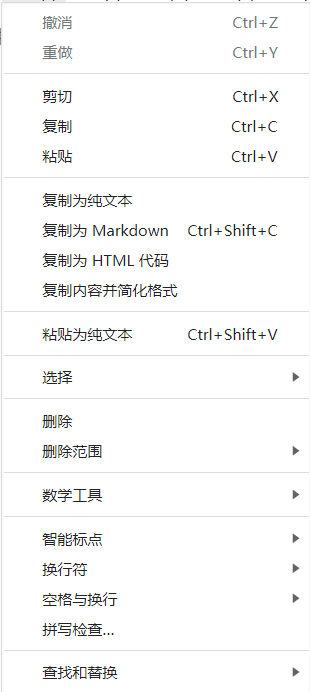 撤消 Ctrl+Z
重做 Ctrl+Y
剪切 Ctrl+X
复制 Ctrl+C
粘贴 Ctrl+V
复制为纯文本
复制为 Markdown Ctrl+Shift+C
复制为 HTML 代码
复制内容并简化格式
粘贴为纯文本 Ctrl+Shift+V
选择
删除
删除范围
数学工具
智能标点
换行符
空格与换行
拼写检查...
查找和替换